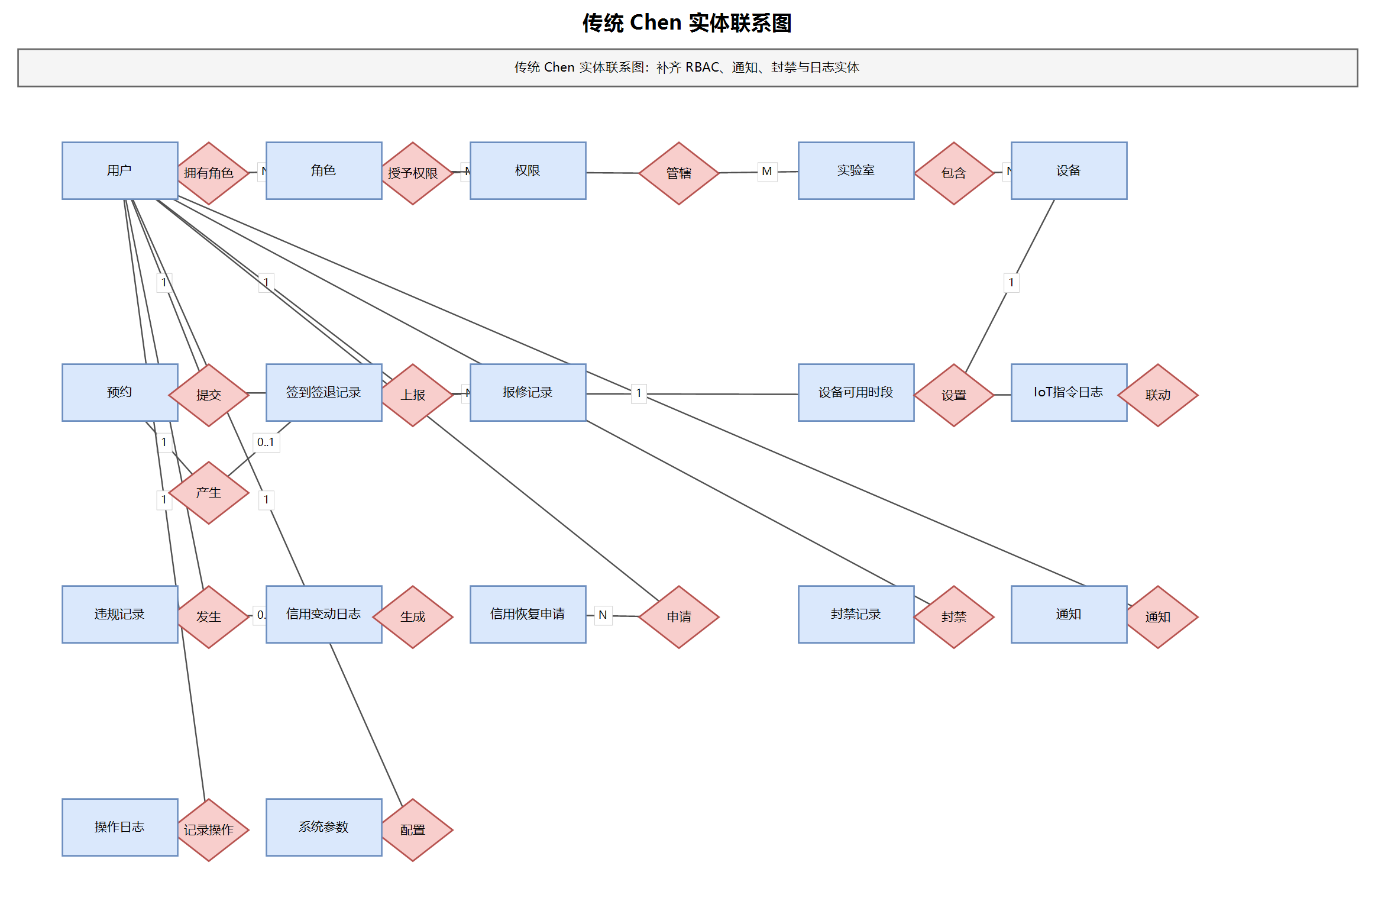 传统 Chen 实体联系图
传统 Chen 实体联系图：补齐 RBAC、通知、封禁与日志实体
用户
拥有角色
角色
授予权限
权限
管辖
M
实验室
包含
设备
1
1
1
预约
提交
签到签退记录
上报
报修记录
1
设备可用时段
设置
IoT指令日志
联动
1
0..1
产生
1
1
违规记录
发生
信用变动日志
生成
信用恢复申请
N
申请
封禁记录
封禁
通知
通知
操作日志
记录操作
系统参数
配置